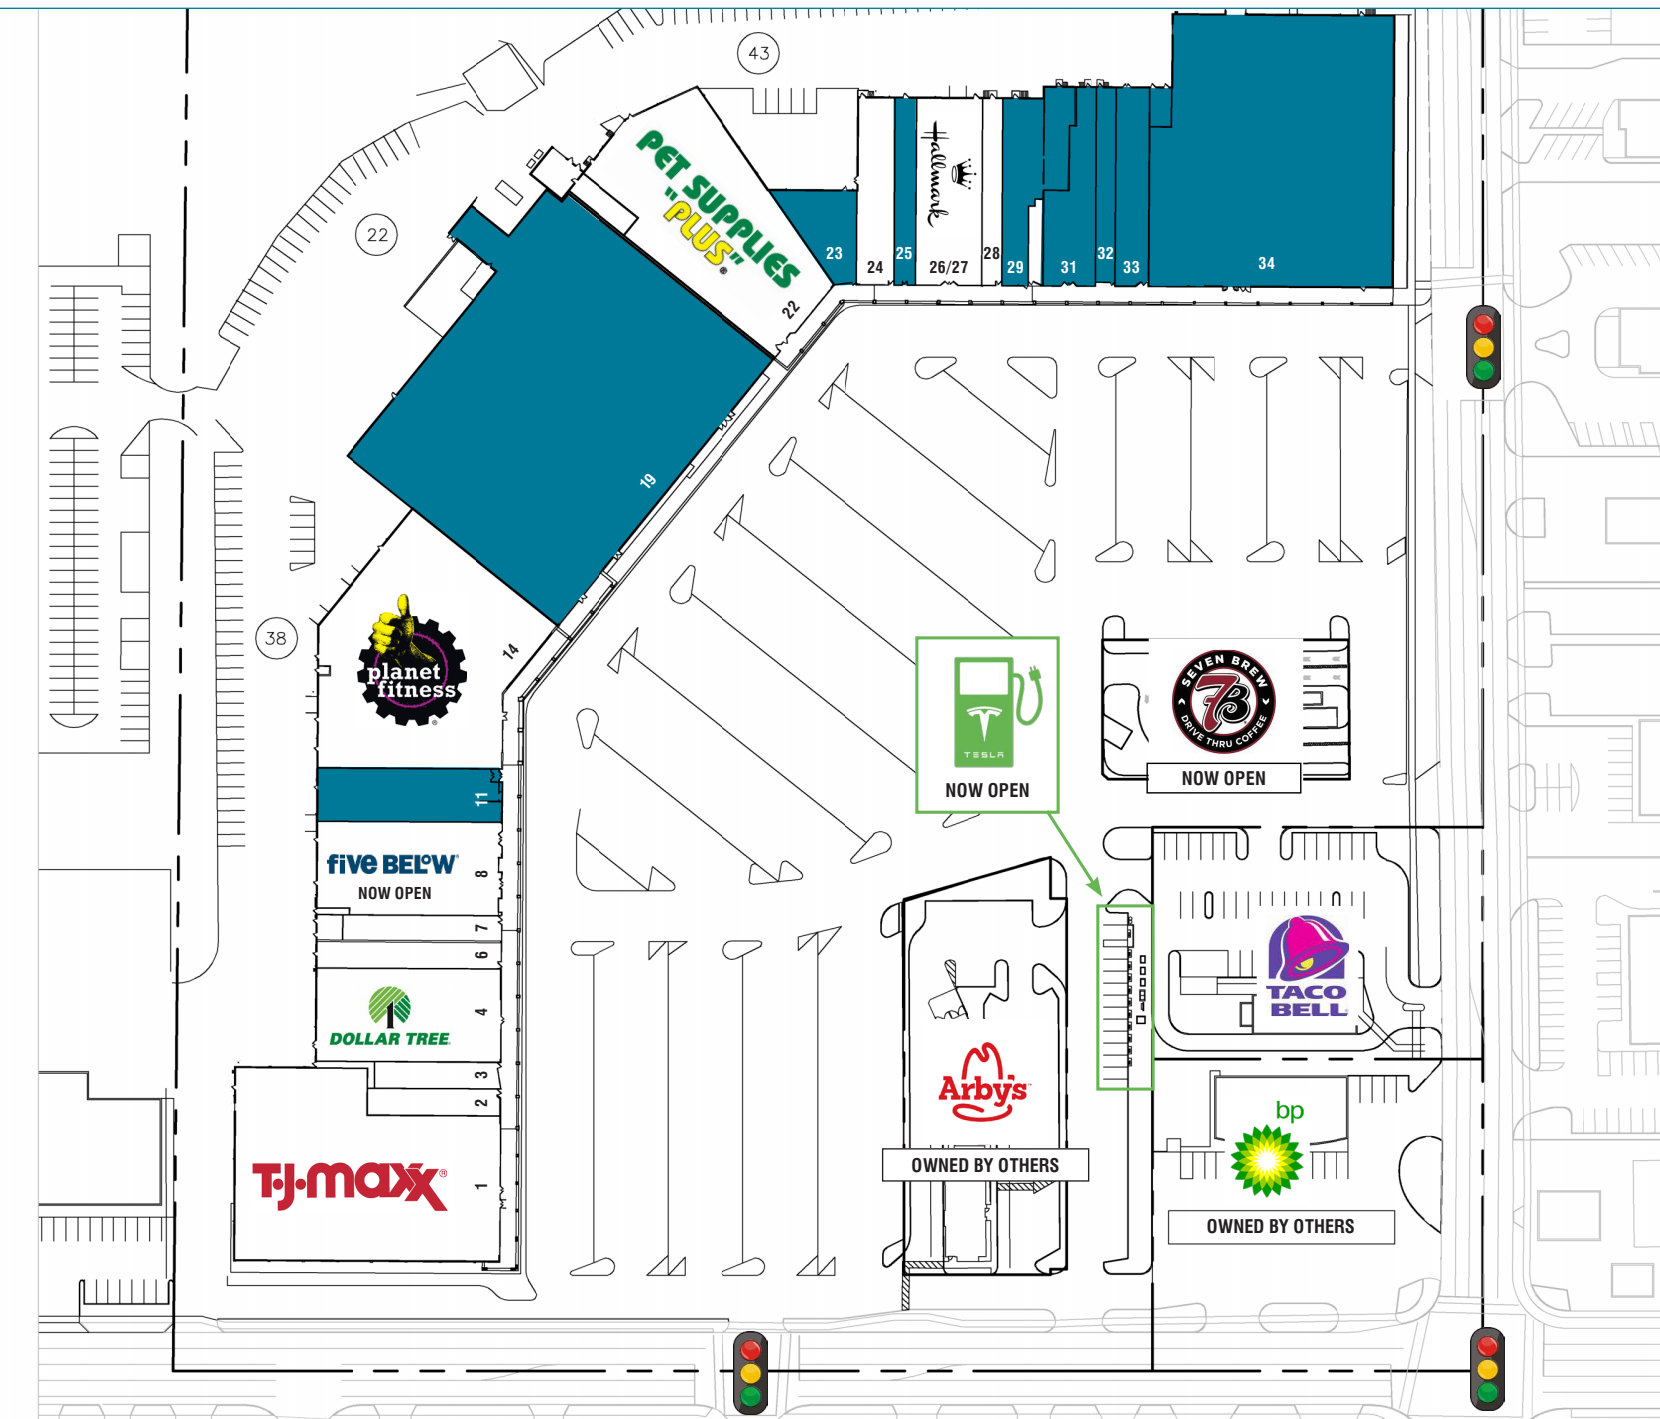 43
22
38
PET SUPPLIES
"PLUS"
22
23
24
25
Hallmark
26/27
28
29
31
32
33
34
19
planet
fitness
14
11
fiVe BELOW
NOW OPEN
8
7
6
DOLLAR TREE
4
3
2
T·J·maxx
1
TESLA
NOW OPEN
SEVEN BREW
7B
DRIVE THRU COFFEE
NOW OPEN
TACO
BELL
Arby's
OWNED BY OTHERS
bp
OWNED BY OTHERS